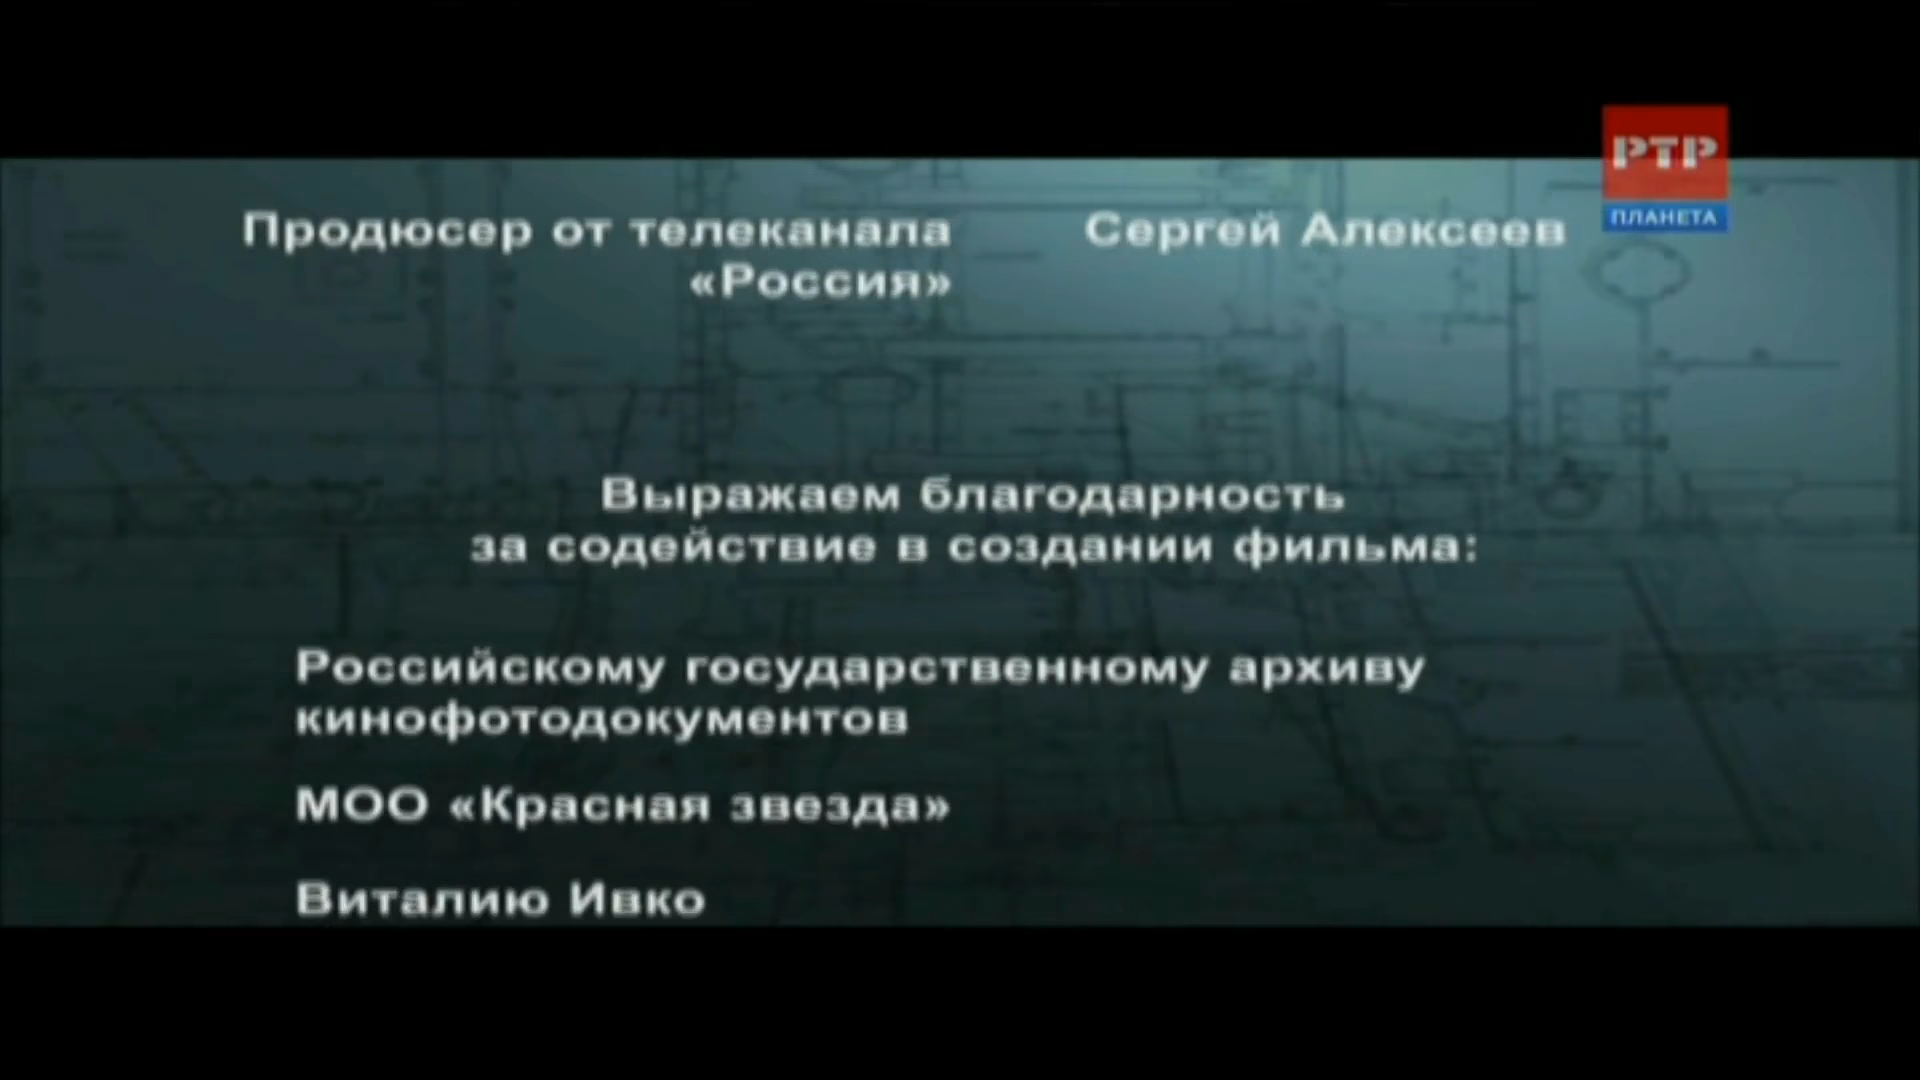 РТР
ПЛАНЕТА
Продюсер от телеканала Сергей Алексеев
«Россия»
Выражаем благодарность
за содействие в создании фильма:
Российскому государственному архиву
кинофотодокументов
МОО «Красная звезда»
Виталию Ивко